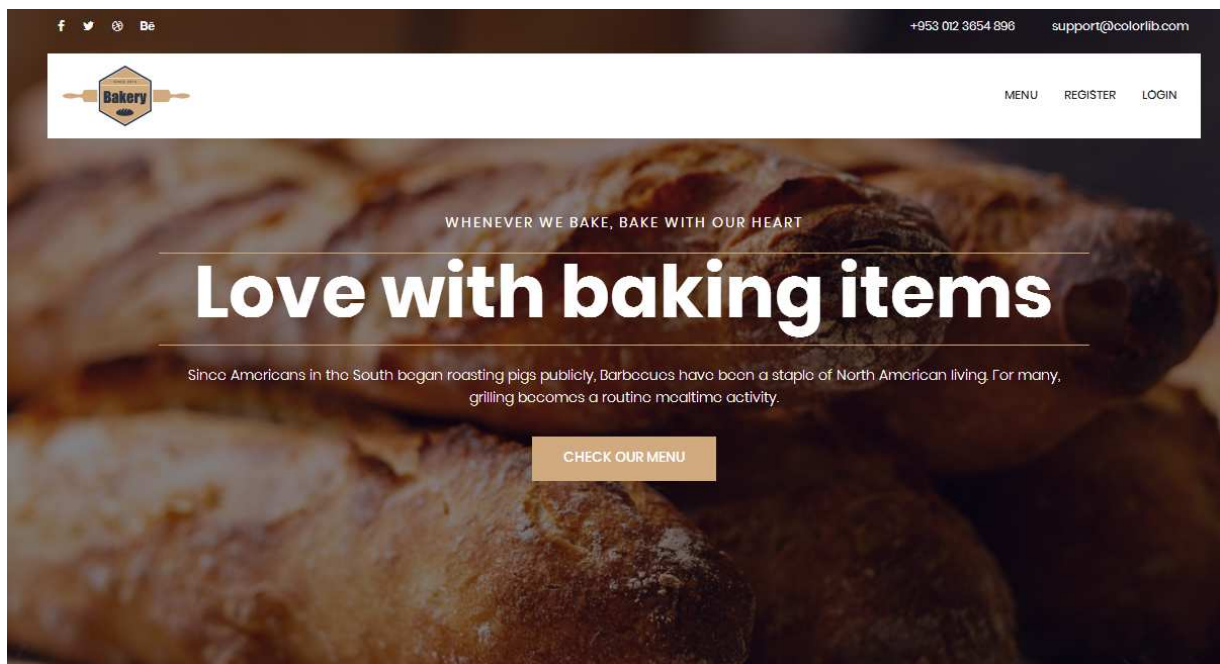 Bē
+953 012 3654 896
support@colorlib.com
Bakery
MENU
REGISTER
LOGIN
WHENEVER WE BAKE, BAKE WITH OUR HEART
Love with baking items
Since Americans in the South began roasting pigs publicly, Barbecues have been a staple of North American living. For many,
grilling becomes a routine mealtime activity.
CHECK OUR MENU